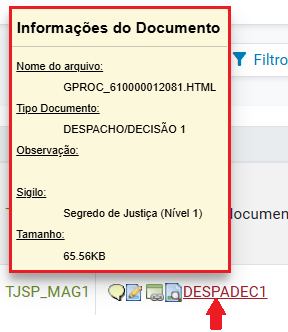 Informações do Documento
Nome do arquivo:
GPROC_610000012081.HTML
Tipo Documento:
DESPACHO/DECISÃO 1
Observação:
Sigilo:
Segredo de Justiça (Nível 1)
Tamanho:
65.56KB
Filtro
documen
TJSP_MAG1
DESPADEC1